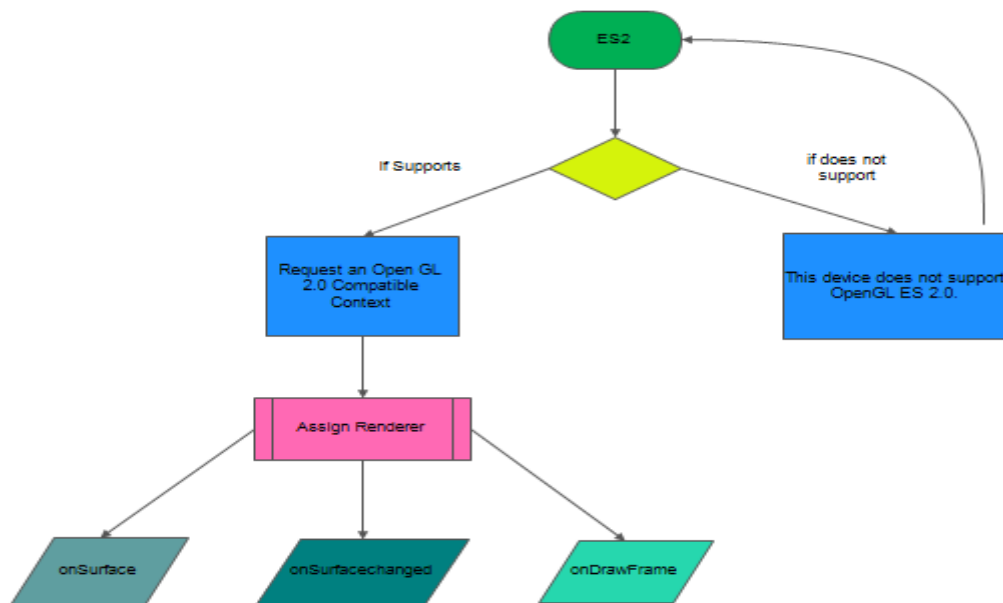 ES2
If Supports
if does not
support
Request an Open GL
2.0 Compatible
Context
This device does not support
OpenGL ES 2.0.
Assign Renderer
onSurface
onSurfacechanged
onDrawFrame